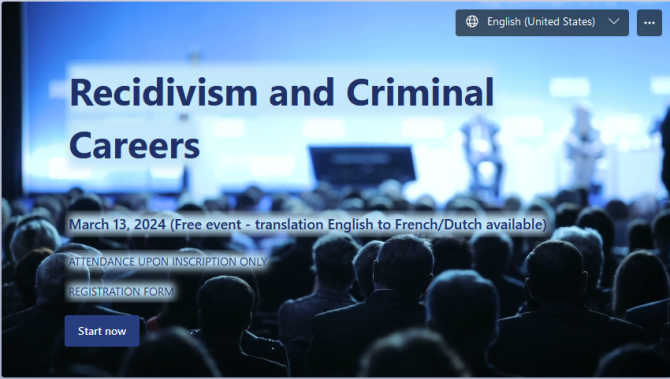 English (United States)
Recidivism and Criminal
Careers
March 13, 2024 (Free event - translation English to French/Dutch available)
ATTENDANCE UPON INSCRIPTION ONLY
REGISTRATION FORM
Start now